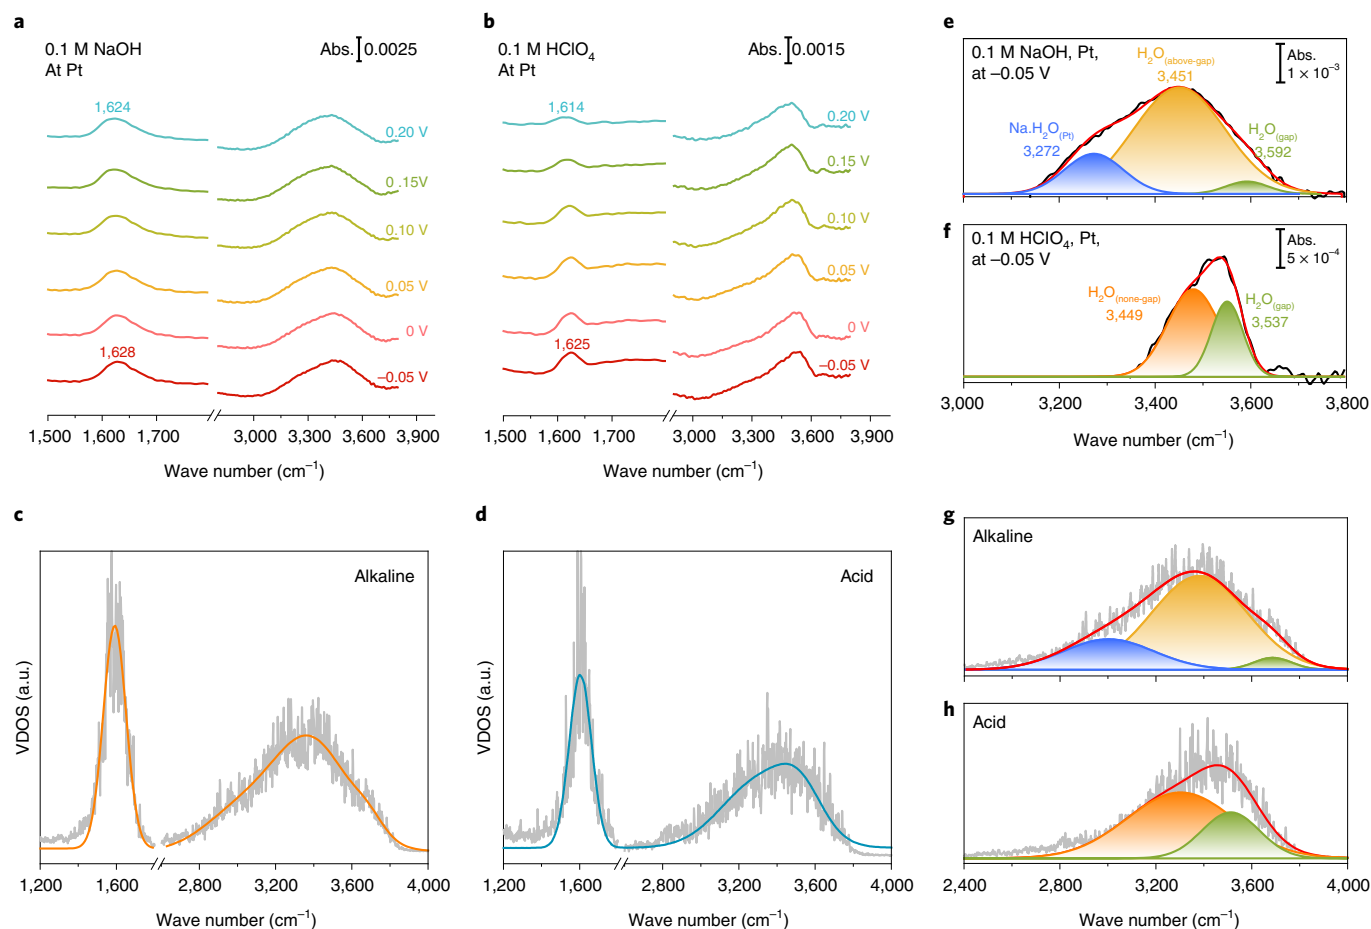 a
0.1 M NaOH
At Pt
Abs. 0.0025
1,624
0.20 V
0 .15V
0.10 V
0.05 V
0 V
1,628
–0.05 V
1,500 1,600 1,700 3,000 3,300 3,600 3,900
Wave number (cm⁻¹)
b
0.1 M HClO₄
At Pt
Abs. 0.0015
1,614
0.20 V
0.15 V
0.10 V
0.05 V
0 V
1,625
–0.05 V
1,500 1,600 1,700 3,000 3,300 3,600 3,900
Wave number (cm⁻¹)
e
0.1 M NaOH, Pt,
at –0.05 V
H₂O(above-gap)
3,451
Abs.
1 × 10⁻³
Na.H₂O(Pt)
3,272
H₂O(gap)
3,592
f
0.1 M HClO₄, Pt,
at –0.05 V
Abs.
5 × 10⁻⁴
H₂O(none-gap)
3,449
H₂O(gap)
3,537
3,000 3,200 3,400 3,600 3,800
Wave number (cm⁻¹)
c
Alkaline
VDOS (a.u.)
1,200 1,600 2,800 3,200 3,600 4,000
Wave number (cm⁻¹)
d
Acid
VDOS (a.u.)
1,200 1,600 2,800 3,200 3,600 4,000
Wave number (cm⁻¹)
g
Alkaline
h
Acid
2,400 2,800 3,200 3,600 4,000
Wave number (cm⁻¹)